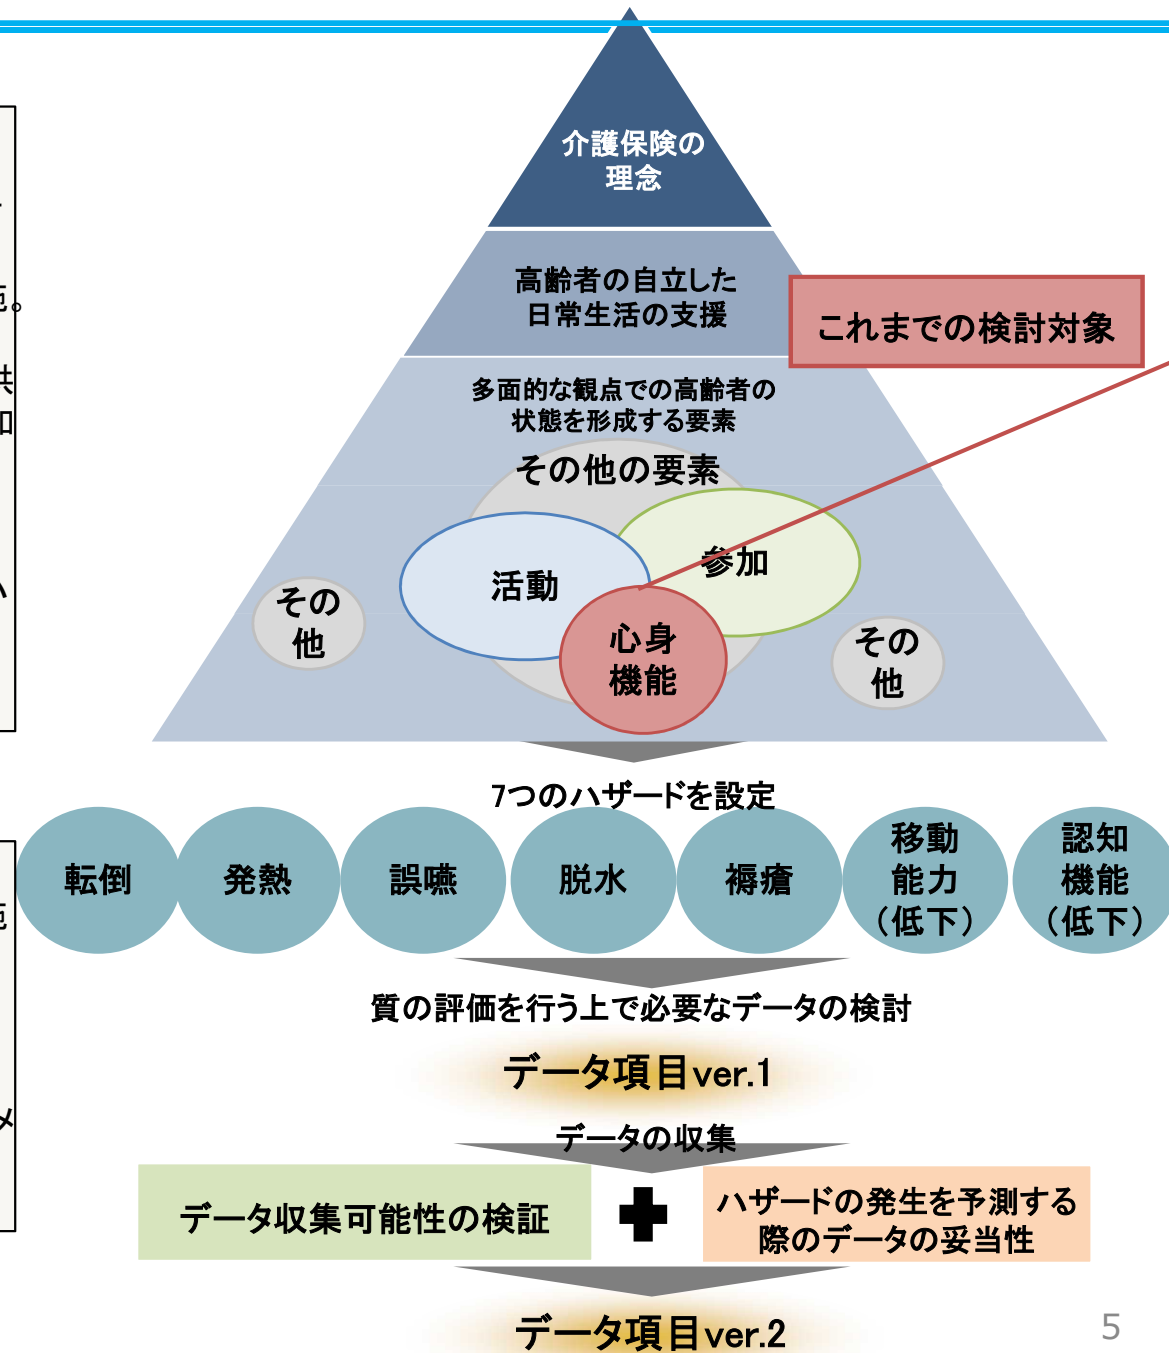 介護保険の
理念
高齢者の自立した
日常生活の支援
これまでの検討対象
多面的な観点での高齢者の
状態を形成する要素
その他の要素
活動
参加
その
他
心身
機能
その
他
7つのハザードを設定
転倒
発熱
誤嚥
脱水
褥瘡
移動
能力
（低下）
認知
機能
（低下）
質の評価を行う上で必要なデータの検討
データ項目ver.1
データの収集
データ収集可能性の検証
ハザードの発生を予測する
際のデータの妥当性
データ項目ver.2
5